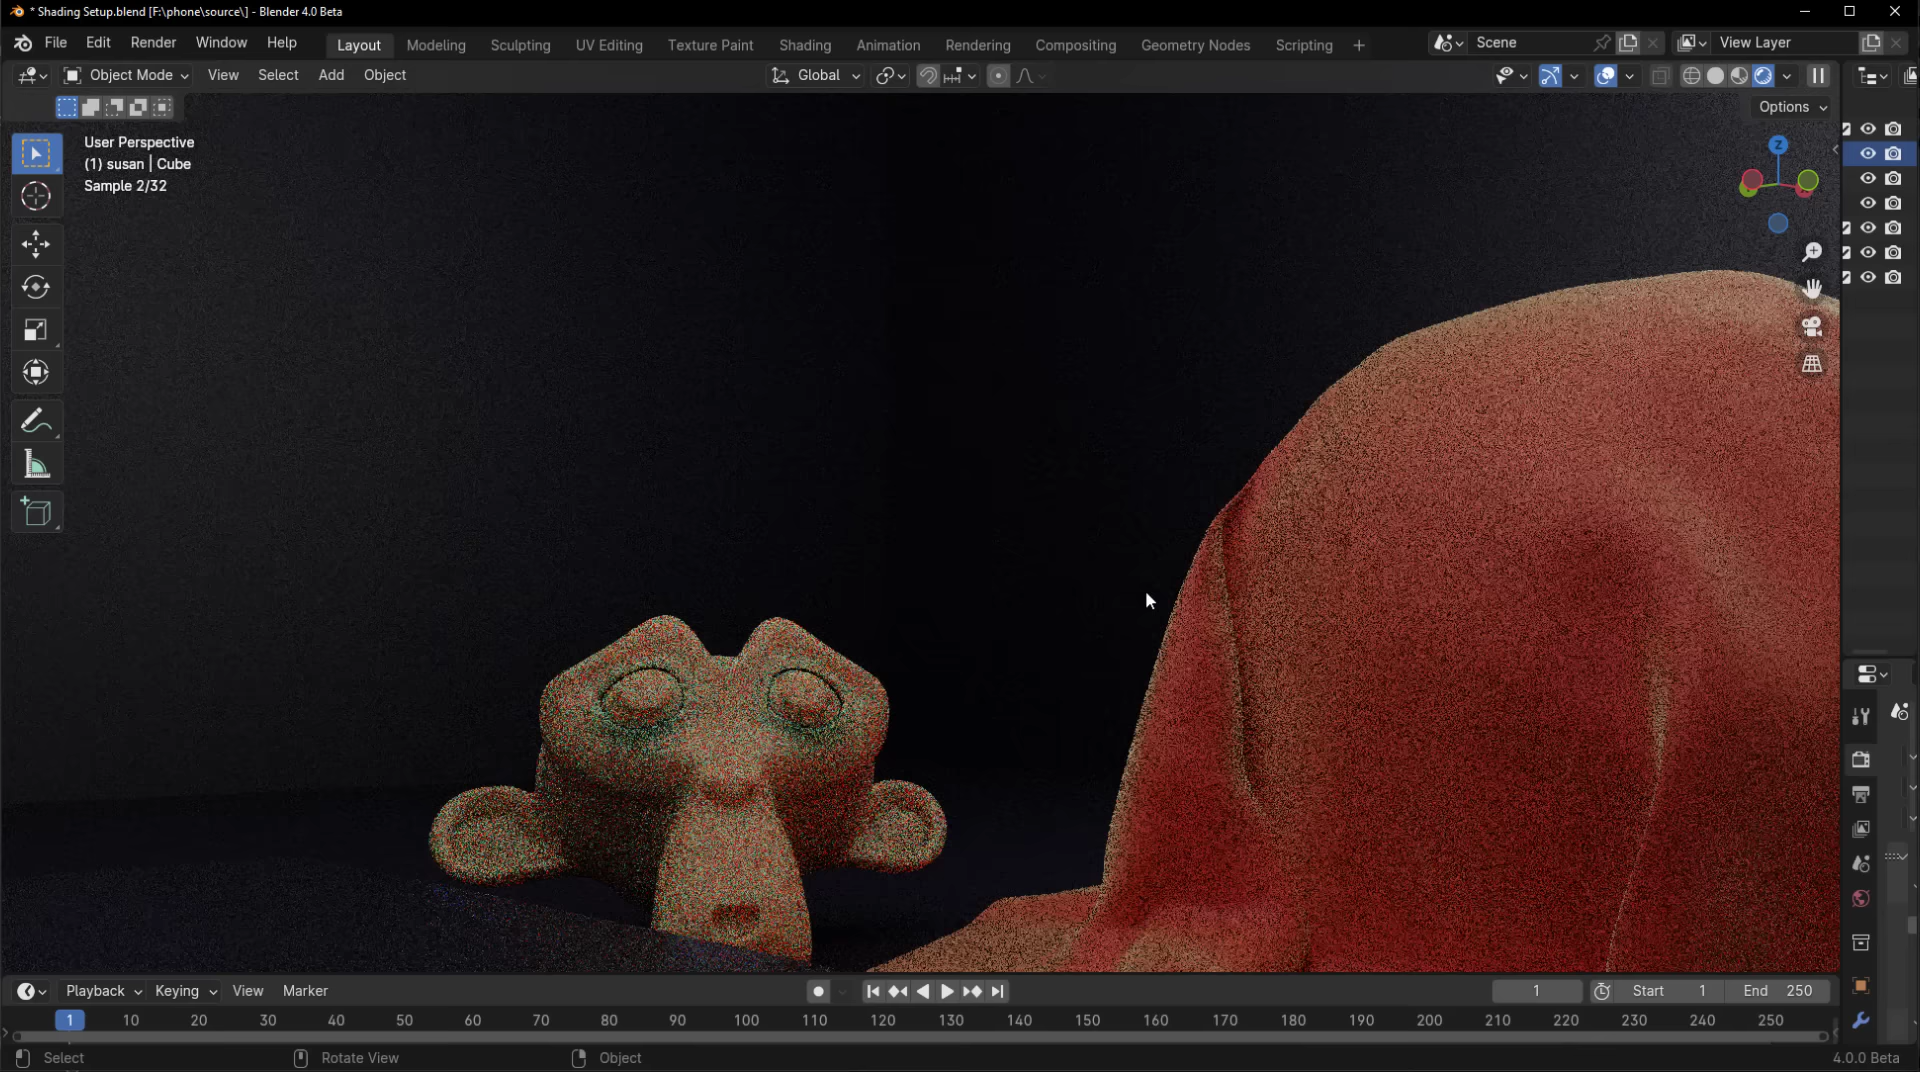 * Shading Setup.blend [F:\phone\source\] - Blender 4.0 Beta
File Edit Render Window Help Layout Modeling Sculpting UV Editing Texture Paint Shading Animation Rendering Compositing Geometry Nodes Scripting + Scene View Layer
Object Mode View Select Add Object Global
Options
User Perspective
(1) susan | Cube
Sample 2/32
Z
Playback Keying View Marker 1 Start 1 End 250
1 10 20 30 40 50 60 70 80 90 100 110 120 130 140 150 160 170 180 190 200 210 220 230 240 250
Select Rotate View Object 4.0.0 Beta